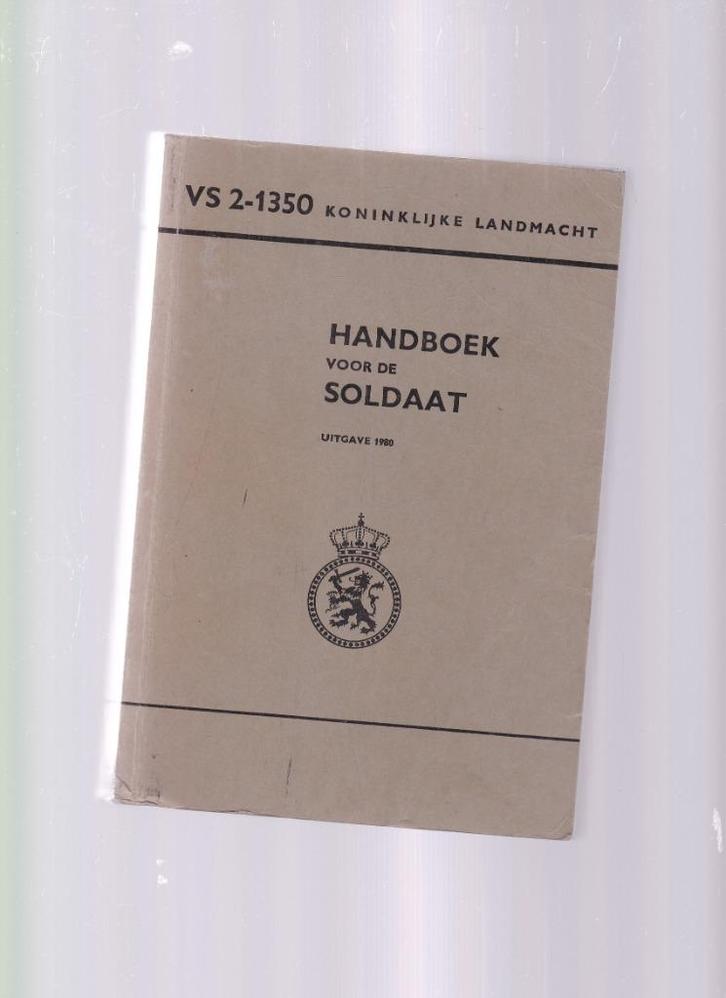 VS 2-1350 KONINKLIJKE LANDMACHT
HANDBOEK
VOOR DE
SOLDAAT
UITGAVE 1980